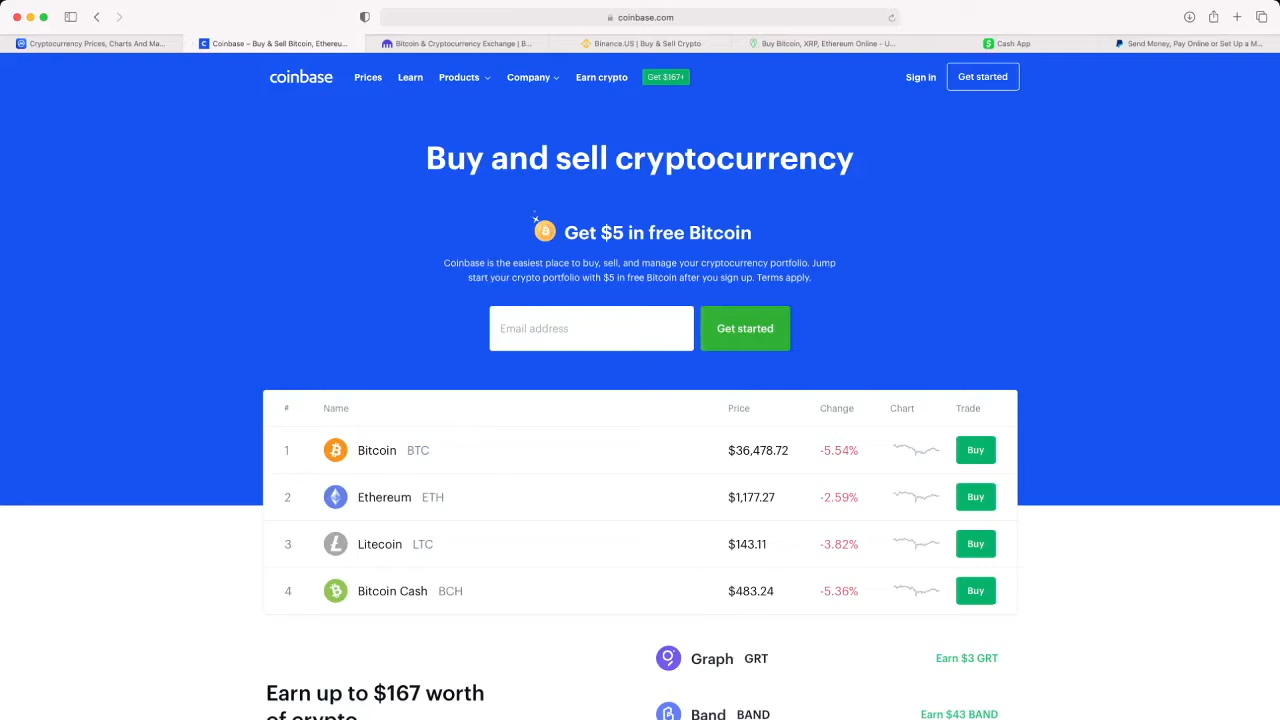 coinbase.com
Cryptocurrency Prices, Charts And Ma...
Coinbase – Buy & Sell Bitcoin, Ethereu...
Bitcoin & Cryptocurrency Exchange | B...
Binance.US | Buy & Sell Crypto
Buy Bitcoin, XRP, Ethereum Online - U...
Cash App
Send Money, Pay Online or Set Up a M...
coinbase
Prices
Learn
Products
Company
Earn crypto
Get $167+
Sign in
Get started
Buy and sell cryptocurrency
Get $5 in free Bitcoin
Coinbase is the easiest place to buy, sell, and manage your cryptocurrency portfolio. Jump
start your crypto portfolio with $5 in free Bitcoin after you sign up. Terms apply.
Email address
Get started
# Name Price Change Chart Trade
1 Bitcoin BTC $36,478.72 -5.54% Buy
2 Ethereum ETH $1,177.27 -2.59% Buy
3 Litecoin LTC $143.11 -3.82% Buy
4 Bitcoin Cash BCH $483.24 -5.36% Buy
Earn up to $167 worth
of crypto
Graph GRT Earn $3 GRT
Band BAND Earn $43 BAND